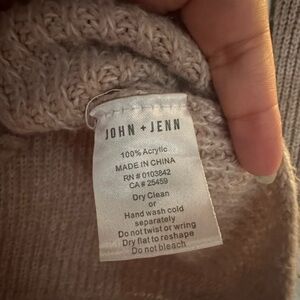 JOHN + JENN
100% Acrylic
MADE IN CHINA
RN # 0103842
CA # 25459
Dry Clean
or
Hand wash cold
separately
Do not twist or wring
Dry flat to reshape
Do not bleach